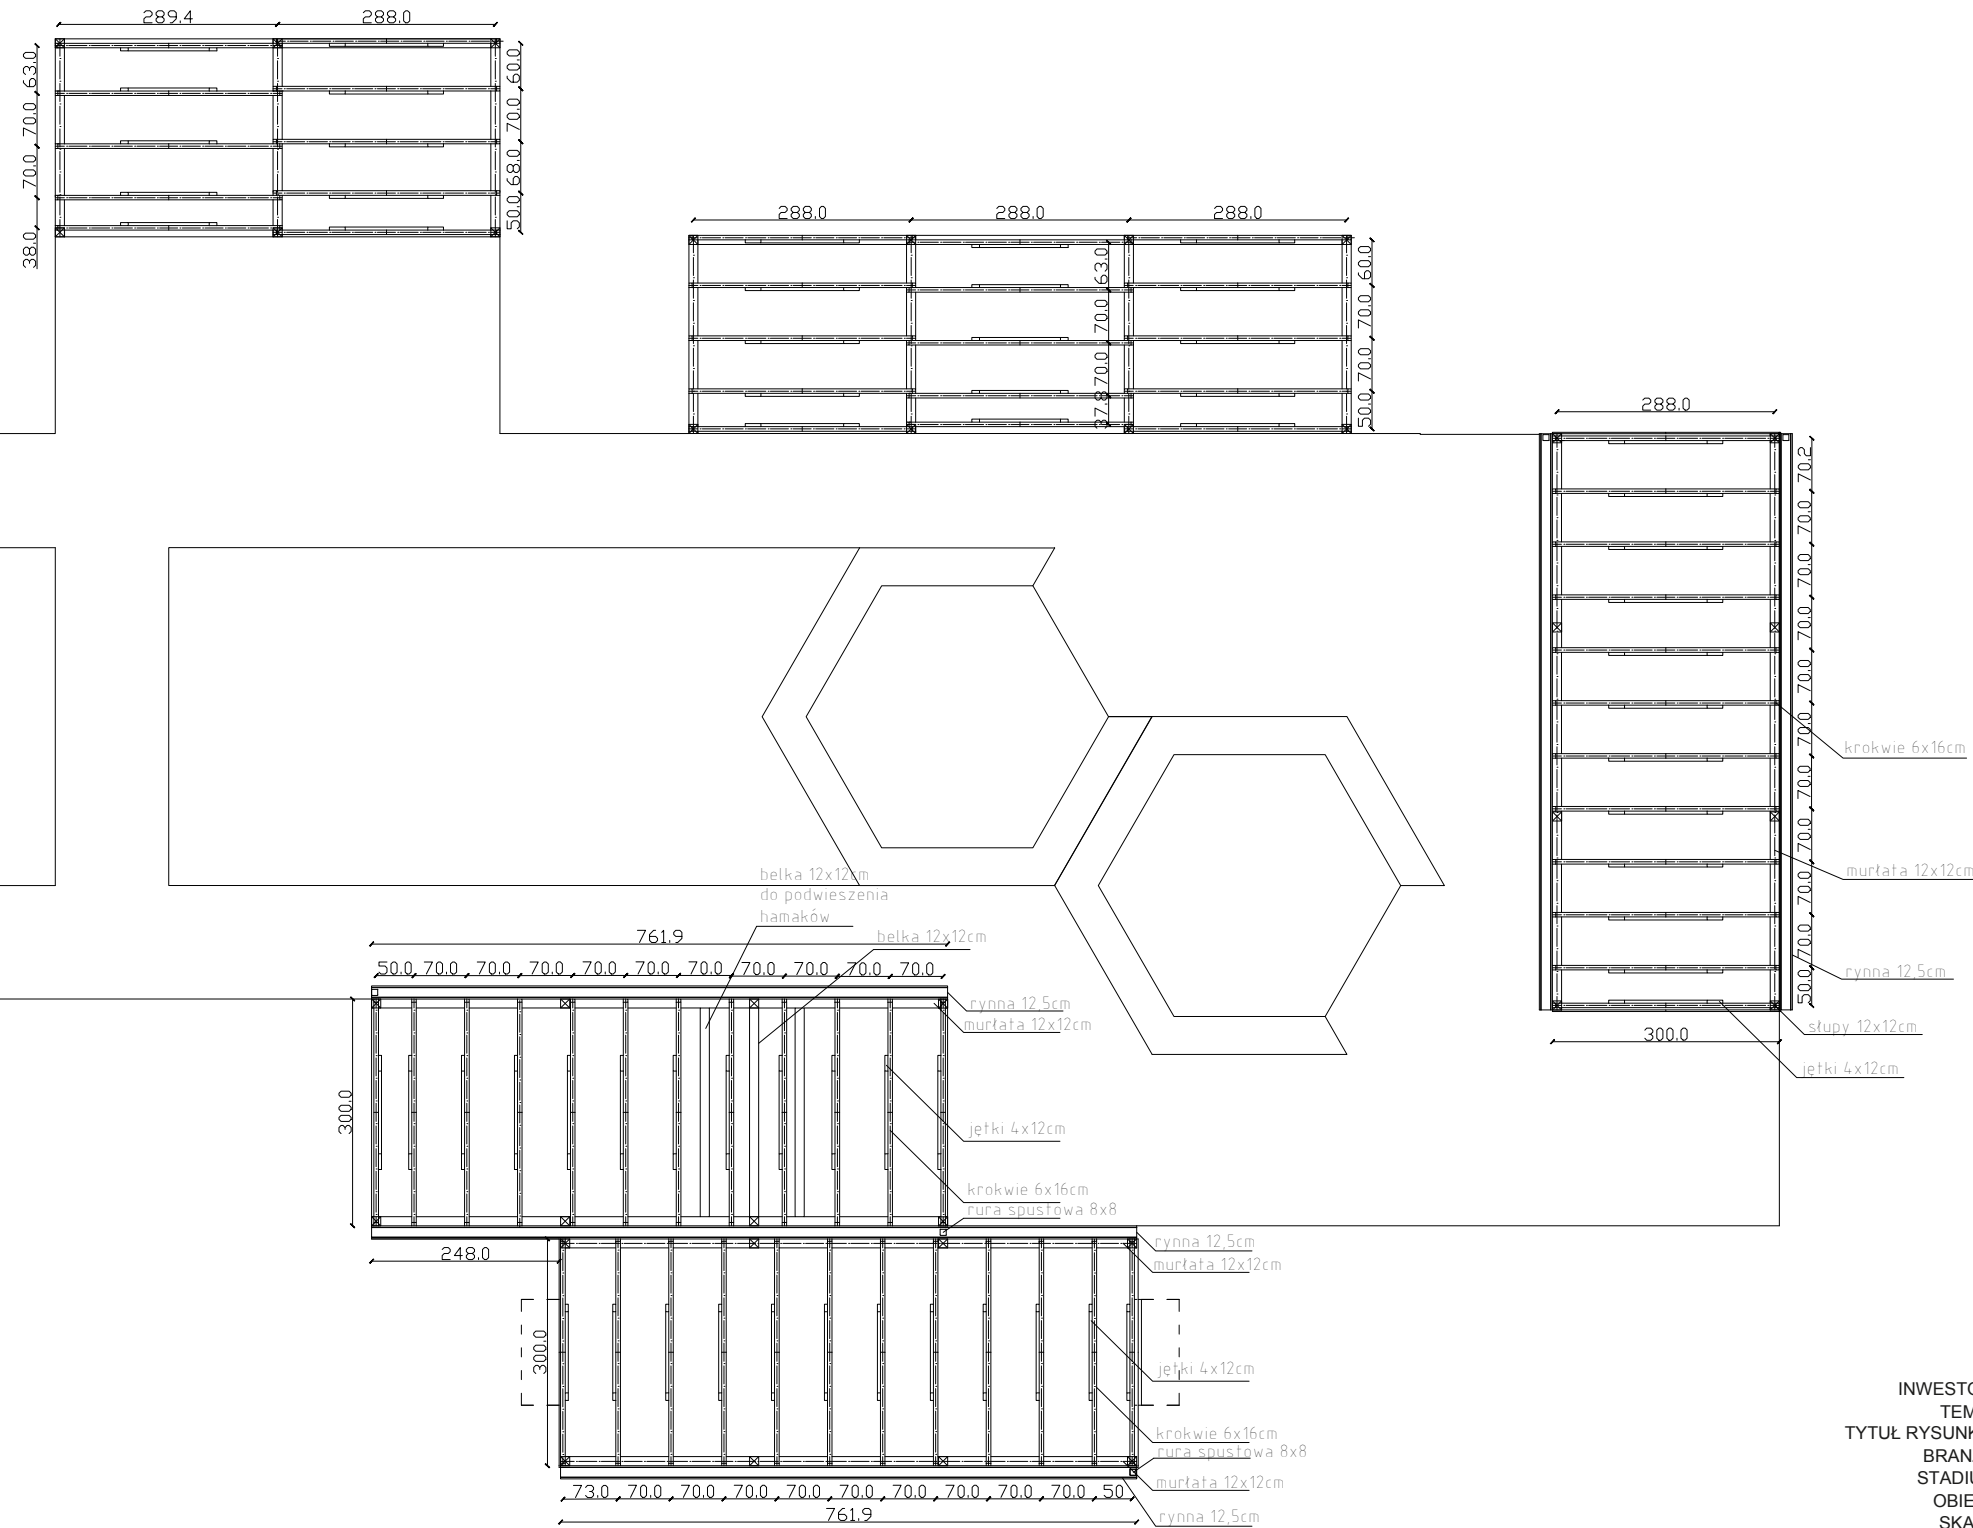 289.4 288.0
63.0 70.0 70.0 38.0
60.0 70.0 68.0 50.0
288.0 288.0 288.0
63.0 70.0 70.0 37.8
60.0 70.0 70.0 50.0
288.0
70.2 70.0 70.0 70.0 70.0 70.0 70.0 70.0 70.0 70.0 50.0
krokwie 6x16cm
murłata 12x12cm
rynna 12,5cm
słupy 12x12cm
300.0
jętki 4x12cm
belka 12x12cm
do podwieszenia
hamaków
761.9
belka 12x12cm
50.0 70.0 70.0 70.0 70.0 70.0 70.0 70.0 70.0 70.0 70.0
rynna 12,5cm
murłata 12x12cm
300.0
jętki 4x12cm
krokwie 6x16cm
rura spustowa 8x8
248.0
rynna 12,5cm
murłata 12x12cm
300.0
jętki 4x12cm
krokwie 6x16cm
rura spustowa 8x8
murłata 12x12cm
73.0 70.0 70.0 70.0 70.0 70.0 70.0 70.0 70.0 70.0 50
761.9
rynna 12,5cm
INWESTO
TEM
TYTUŁ RYSUNK
BRAN
STADIU
OBIE
SKA